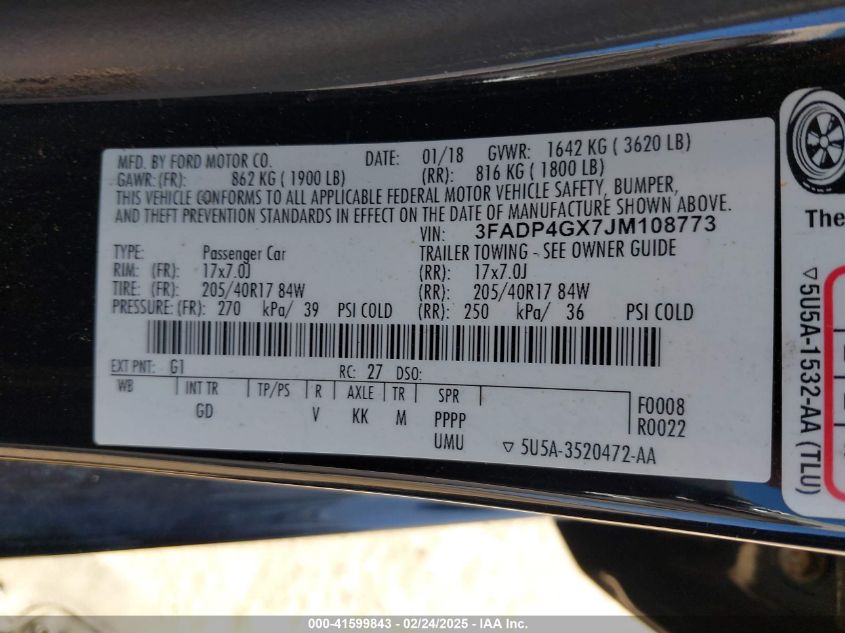 MFD. BY FORD MOTOR CO. DATE: 01/18 GVWR: 1642 KG ( 3620 LB)
GAWR: (FR): 862 KG ( 1900 LB) (RR): 816 KG ( 1800 LB)
THIS VEHICLE CONFORMS TO ALL APPLICABLE FEDERAL MOTOR VEHICLE SAFETY, BUMPER,
AND THEFT PREVENTION STANDARDS IN EFFECT ON THE DATE OF MANUFACTURE SHOWN ABOVE.
VIN: 3FADP4GX7JM108773
TYPE: Passenger Car TRAILER TOWING - SEE OWNER GUIDE
RIM: (FR): 17x7.0J (RR): 17x7.0J
TIRE: (FR): 205/40R17 84W (RR): 205/40R17 84W
PRESSURE: (FR): 270 kPa/ 39 PSI COLD (RR): 250 kPa/ 36 PSI COLD
EXT PNT: G1 RC: 27 DSO:
WB INT TR TP/PS R AXLE TR SPR
GD V KK M PPPP F0008
UMU R0022
▽ 5U5A-3520472-AA
The
▽ 5U5A-1532-AA (TLU)
000-41599843 - 02/24/2025 - IAA Inc.